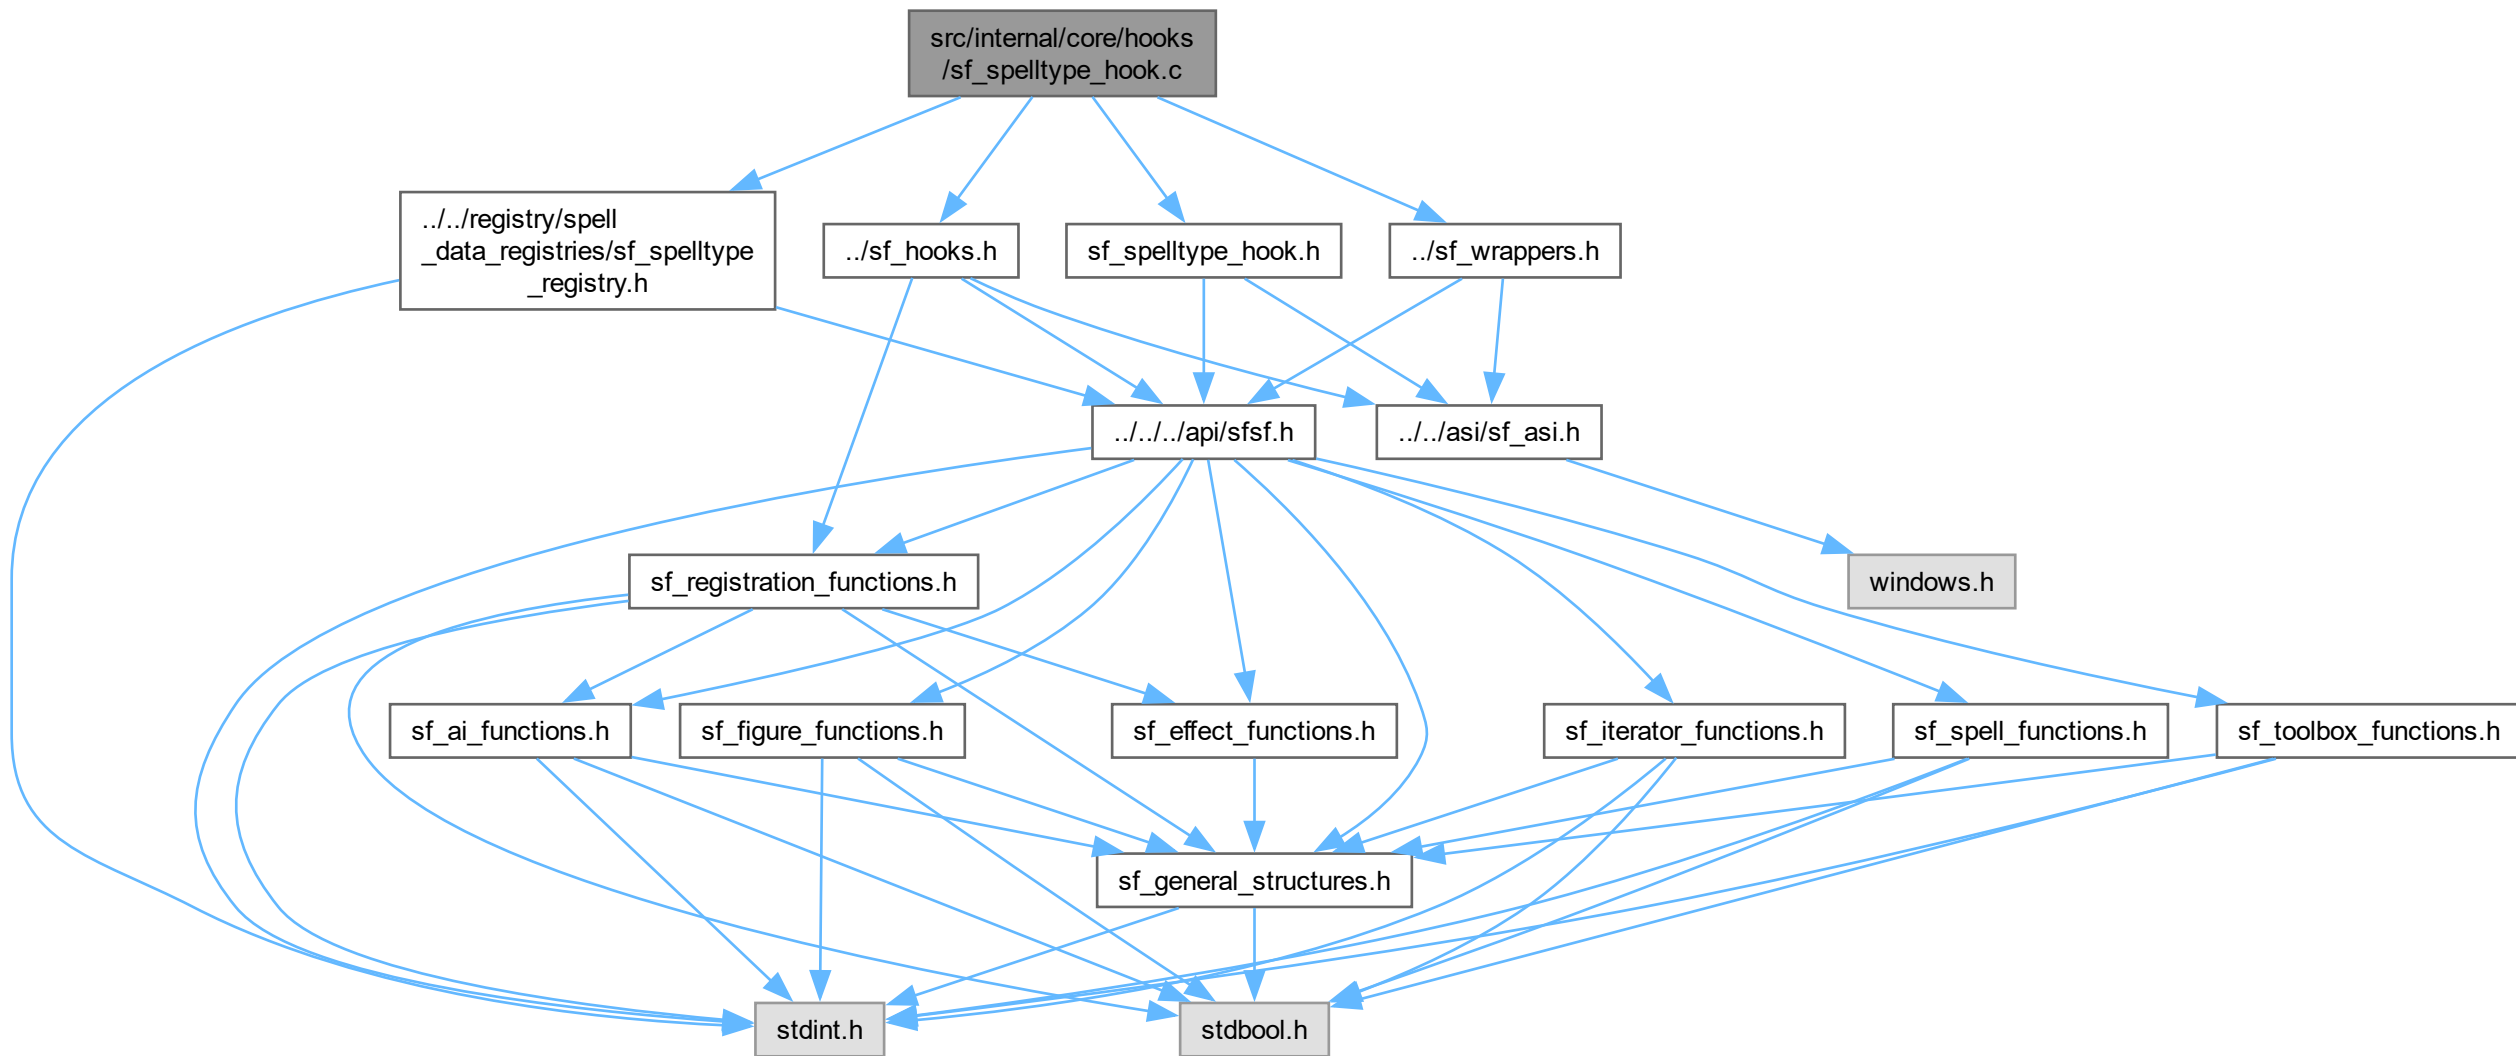 src/internal/core/hooks
/sf_spelltype_hook.c
../../registry/spell
_data_registries/sf_spelltype
_registry.h
../sf_hooks.h
sf_spelltype_hook.h
../sf_wrappers.h
../../../api/sfsf.h
../../asi/sf_asi.h
sf_registration_functions.h
windows.h
sf_ai_functions.h
sf_figure_functions.h
sf_effect_functions.h
sf_iterator_functions.h
sf_spell_functions.h
sf_toolbox_functions.h
sf_general_structures.h
stdint.h
stdbool.h